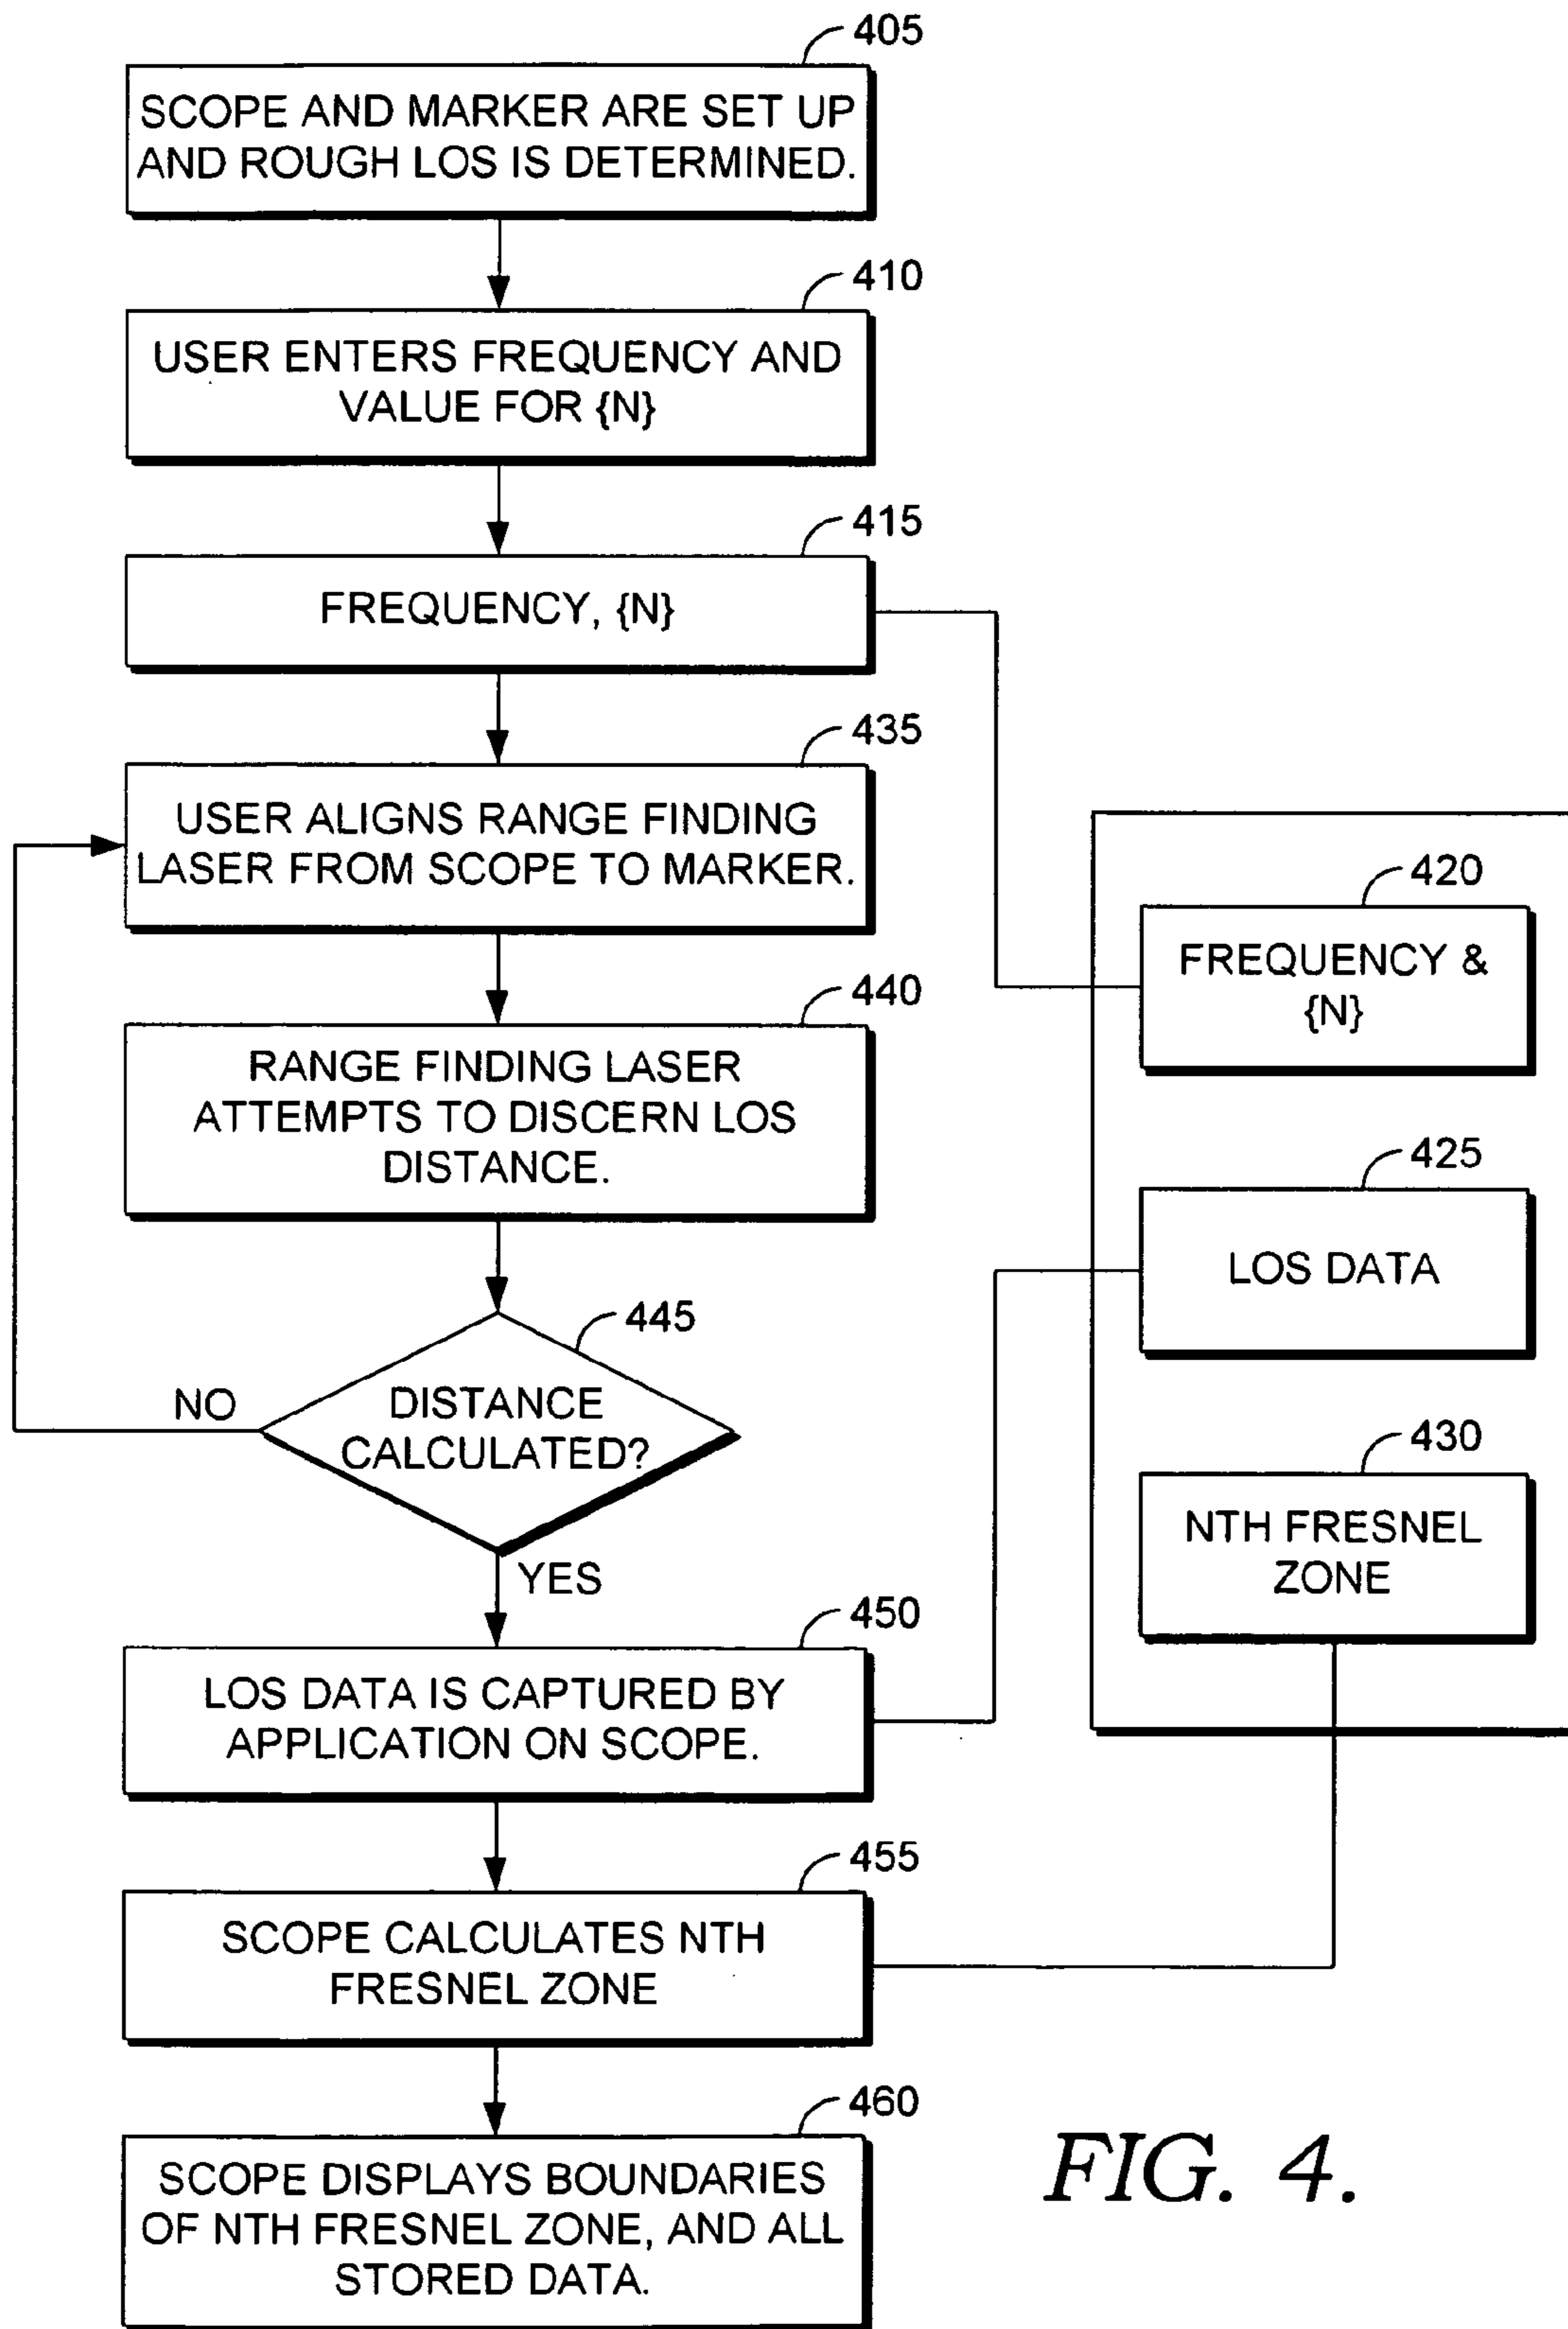 405
SCOPE AND MARKER ARE SET UP
AND ROUGH LOS IS DETERMINED.
410
USER ENTERS FREQUENCY AND
VALUE FOR {N}
415
FREQUENCY, {N}
435
USER ALIGNS RANGE FINDING
LASER FROM SCOPE TO MARKER.
440
RANGE FINDING LASER
ATTEMPTS TO DISCERN LOS
DISTANCE.
445
DISTANCE
CALCULATED?
NO
YES
450
LOS DATA IS CAPTURED BY
APPLICATION ON SCOPE.
455
SCOPE CALCULATES NTH
FRESNEL ZONE
460
SCOPE DISPLAYS BOUNDARIES
OF NTH FRESNEL ZONE, AND ALL
STORED DATA.
420
FREQUENCY &
{N}
425
LOS DATA
430
NTH FRESNEL
ZONE
FIG. 4.